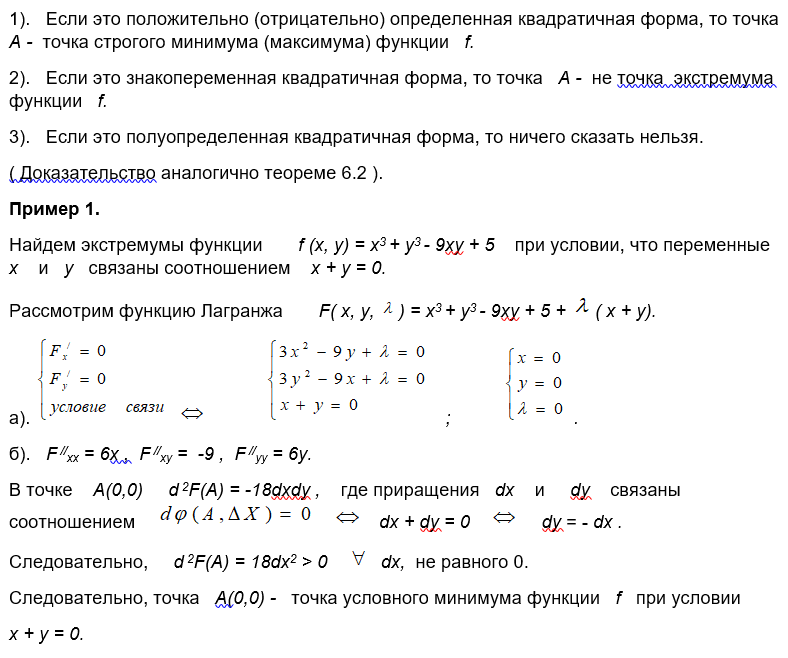 1).   Если это положительно (отрицательно) определенная квадратичная форма, то точка
A -  точка строгого минимума (максимума) функции   f.
2).   Если это знакопеременная квадратичная форма, то точка   A -  не точка  экстремума
функции   f.
3).   Если это полуопределенная квадратичная форма, то ничего сказать нельзя.
( Доказательство аналогично теореме 6.2 ).
Пример 1.
Найдем экстремумы функции      f (x, y) = x³ + y³ - 9xy + 5    при условии, что переменные
x    и   y   связаны соотношением    x + y = 0.
Рассмотрим функцию Лагранжа      F( x, y, λ ) = x³ + y³ - 9xy + 5 + λ ( x + y).
а). { F′x = 0 ; F′y = 0 ; условие связи ⇔ { 3x² − 9y + λ = 0 ; 3y² − 9x + λ = 0 ; x + y = 0 ; { x = 0 ; y = 0 ; λ = 0 .
б).   F//xx = 6x ,  F//xy =  -9 ,  F//yy = 6y.
В точке    A(0,0)    d ²F(A) = -18dxdy ,    где приращения   dx    и    dy    связаны
соотношением    dφ(A,ΔX) = 0   ⇔   dx + dy = 0   ⇔   dy = - dx .
Следовательно,    d ²F(A) = 18dx² > 0   ∀   dx,  не равного 0.
Следовательно, точка   A(0,0) -   точка условного минимума функции   f   при условии
x + y = 0.